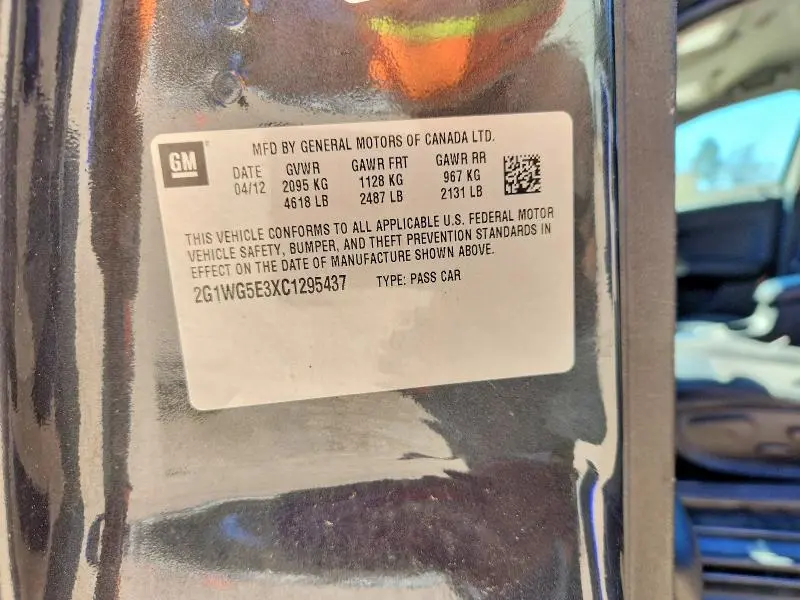 GM
MFD BY GENERAL MOTORS OF CANADA LTD.
DATE GVWR GAWR FRT GAWR RR
04/12 2095 KG 1128 KG 967 KG
4618 LB 2487 LB 2131 LB
THIS VEHICLE CONFORMS TO ALL APPLICABLE U.S. FEDERAL MOTOR
VEHICLE SAFETY, BUMPER, AND THEFT PREVENTION STANDARDS IN
EFFECT ON THE DATE OF MANUFACTURE SHOWN ABOVE.
2G1WG5E3XC1295437 TYPE: PASS CAR